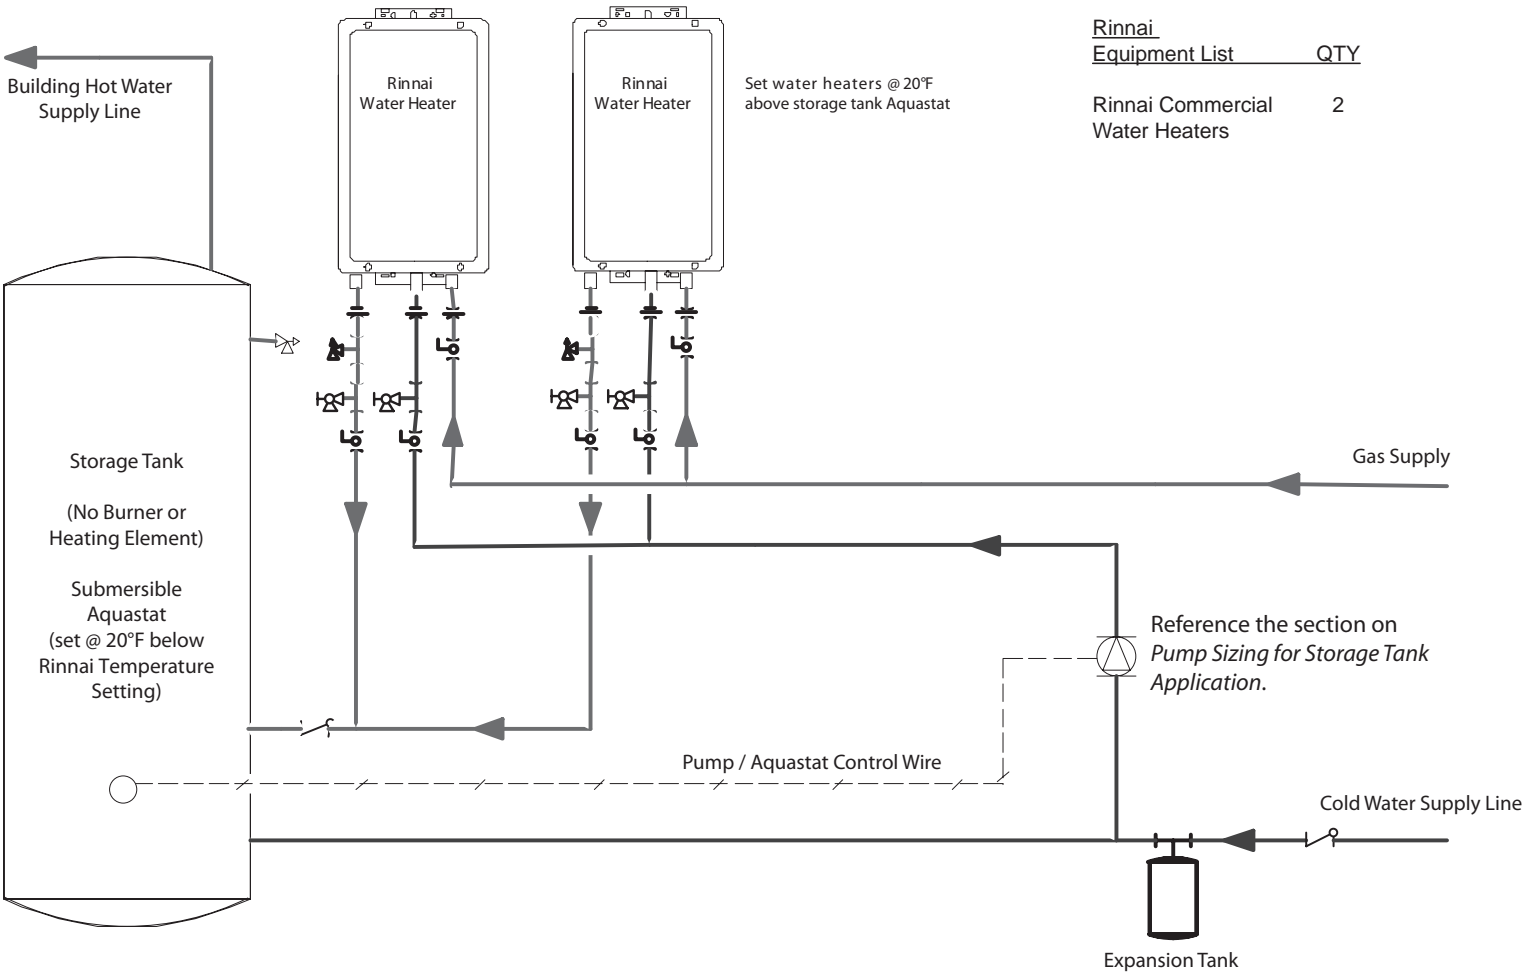 Rinnai
Equipment List QTY
Rinnai Commercial 2
Water Heaters
Building Hot Water
Supply Line
Rinnai
Water Heater
Rinnai
Water Heater
Set water heaters @ 20°F
above storage tank Aquastat
Gas Supply
Storage Tank
(No Burner or
Heating Element)
Submersible
Aquastat
(set @ 20°F below
Rinnai Temperature
Setting)
Reference the section on
Pump Sizing for Storage Tank
Application.
Pump / Aquastat Control Wire
Cold Water Supply Line
Expansion Tank